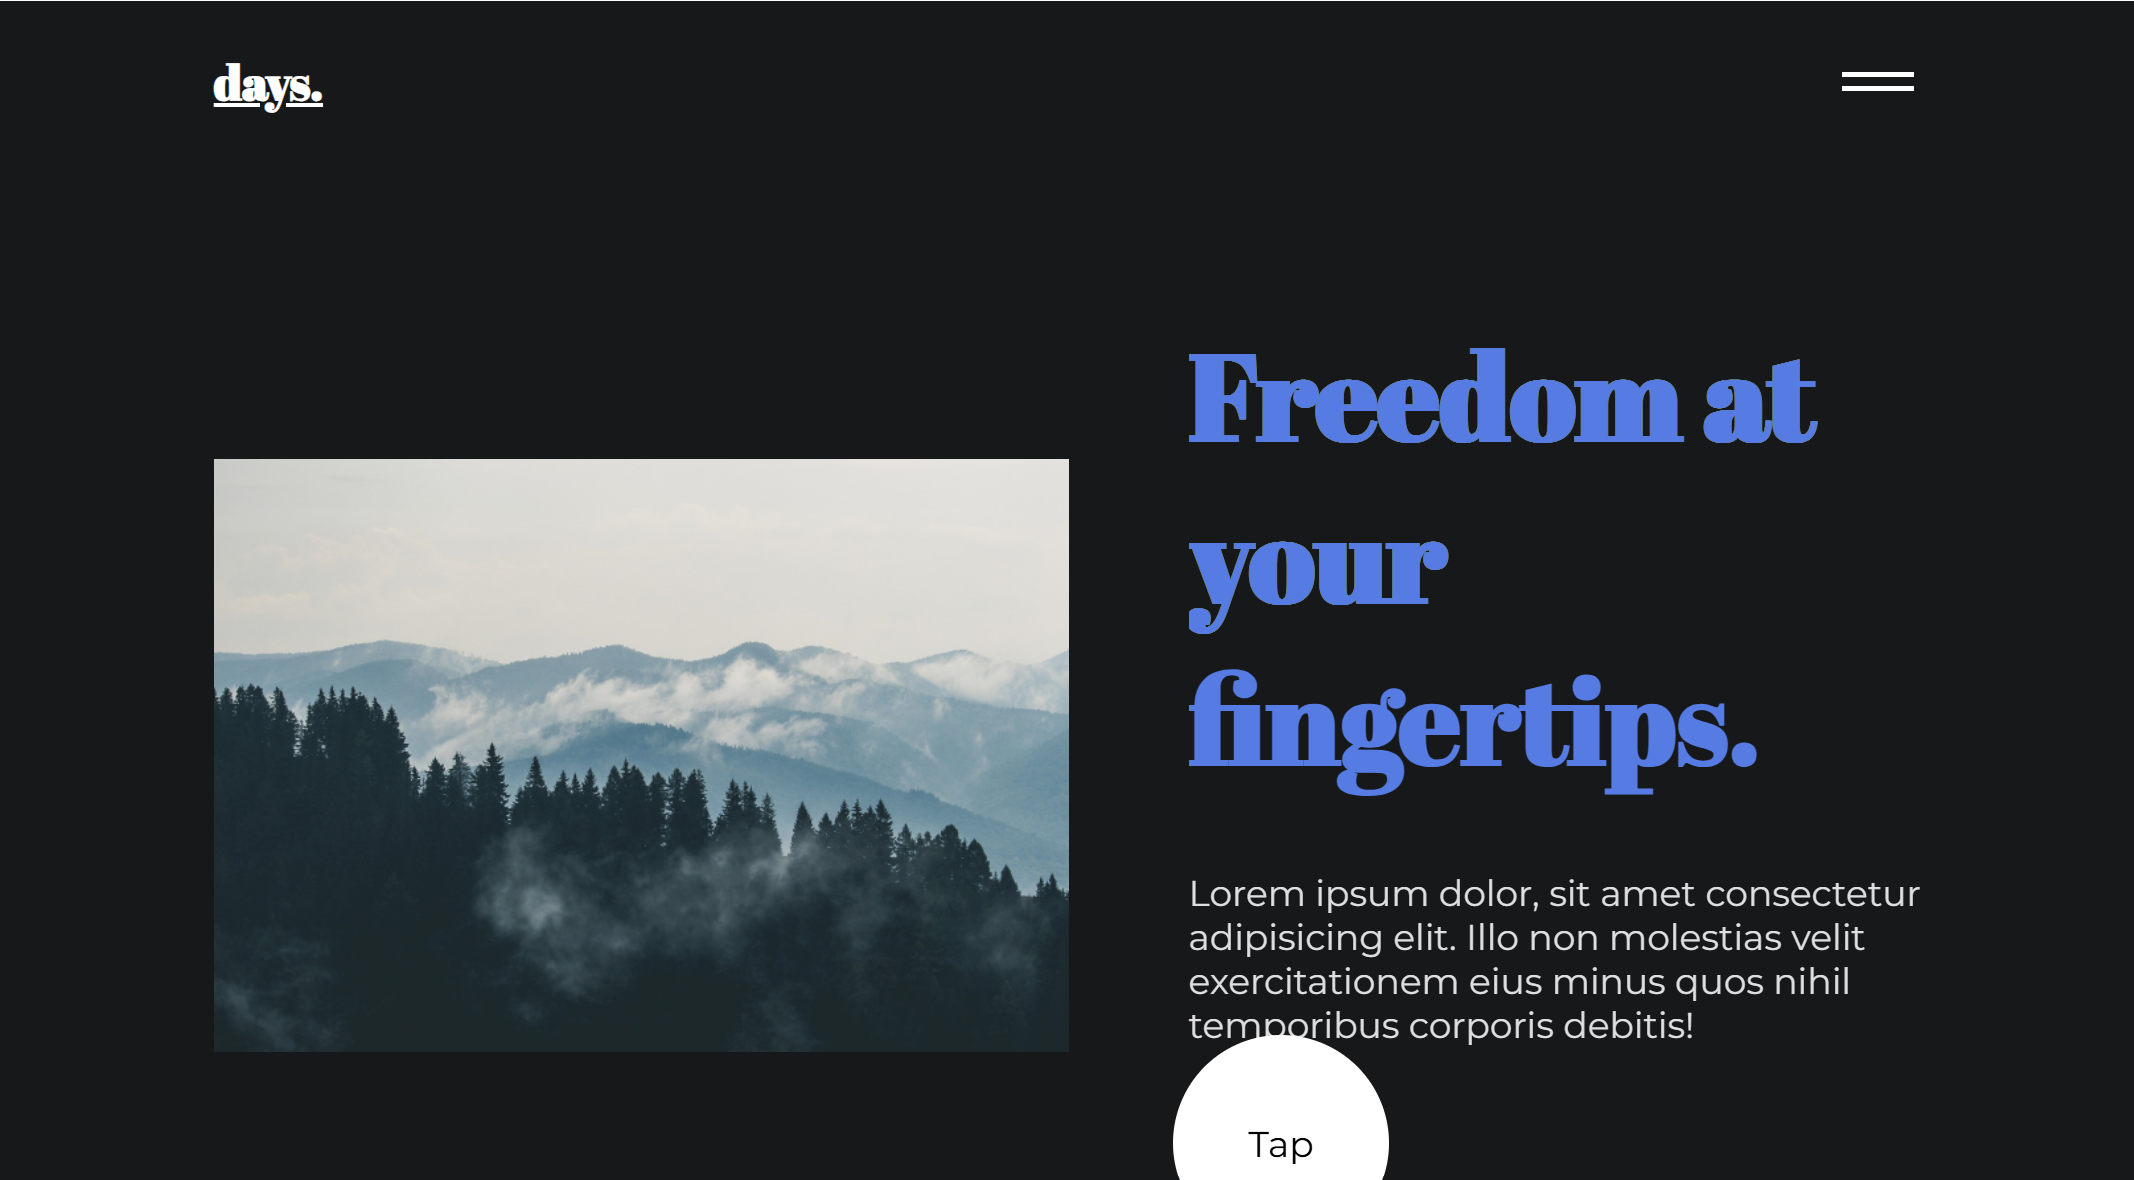 days.
Freedom at
your
fingertips.
Lorem ipsum dolor, sit amet consectetur
adipisicing elit. Illo non molestias velit
exercitationem eius minus quos nihil
temporibus corporis debitis!
Tap